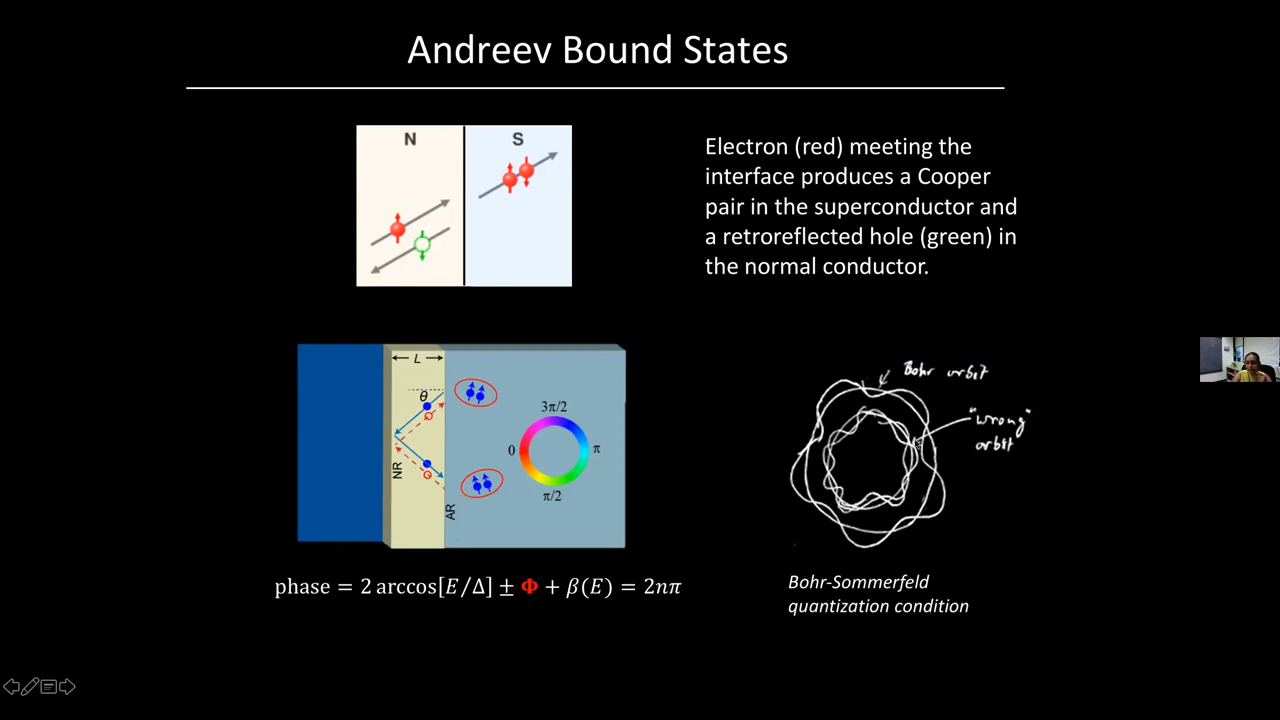 Andreev Bound States
N
S
Electron (red) meeting the
interface produces a Cooper
pair in the superconductor and
a retroreflected hole (green) in
the normal conductor.
L
θ
NR
AR
3π/2
0
π
π/2
Bohr orbit
"wrong"
orbit
phase = 2 arccos[E/Δ] ± Φ + β(E) = 2nπ
Bohr-Sommerfeld
quantization condition